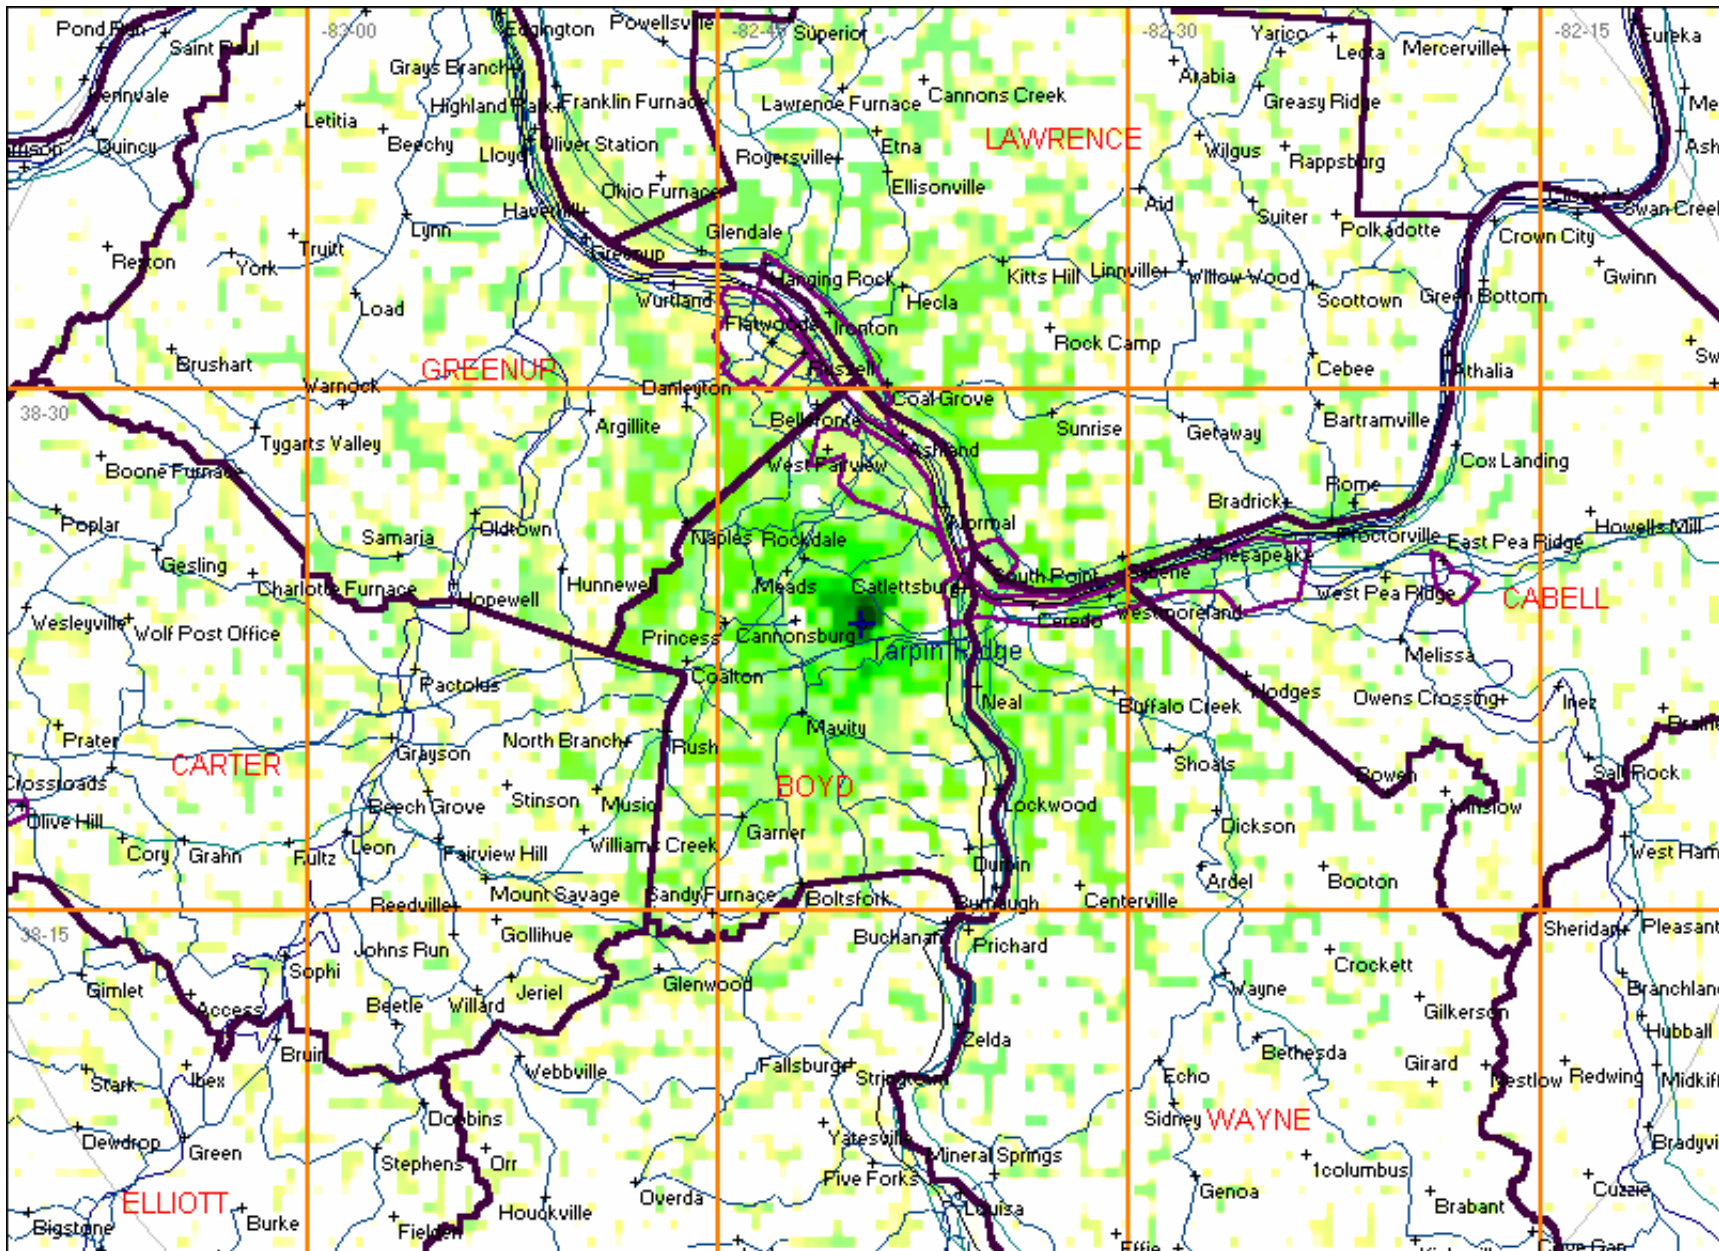 Pond Run
Saint Paul
-83-00
Edgington
Powellsville
-82-45
Superior
-82-30
Yarico
Leota
Mercerville
-82-15
Eureka
Grays Branch
Arabia
Highland Park
Franklin Furnace
Lawrence Furnace
Cannons Creek
Greasy Ridge
Letitia
Quincy
Beechy
Lloyd
Oliver Station
Rogersville
Etna
LAWRENCE
Wilgus
Rappsburg
Ohio Furnace
Ellisonville
Aid
Suiter
Swan Creek
Haverhill
Lynn
Glendale
Polkadotte
Crown City
Reston
York
Truitt
Greenup
Hanging Rock
Kitts Hill
Linnville
Willow Wood
Gwinn
Load
Wurtland
Hecla
Scottown
Green Bottom
Flatwoods
Ironton
Rock Camp
Brushart
GREENUP
Russell
Cebee
Athalia
Warnock
Danleyton
Coal Grove
38-30
Tygarts Valley
Argillite
Bellefonte
Sunrise
Getaway
Bartramville
Boone Furnace
West Fairview
Ashland
Cox Landing
Poplar
Samaria
Oldtown
Naples
Rockdale
Normal
Bradrick
Rome
Proctorville
Howells Mill
Gesling
Charlotte Furnace
Hunnewell
Meads
Catlettsburg
South Point
Chesapeake
East Pea Ridge
Wesleyville
Wolf Post Office
Hopewell
Princess
Cannonsburg
Ceredo
Westmoreland
West Pea Ridge
CABELL
Tarpin Ridge
Melissa
Pactolus
Coalton
Neal
Buffalo Creek
Hodges
Owens Crossing
Inez
Prater
Grayson
North Branch
Rush
Mavity
CARTER
BOYD
Shoals
Bowen
Salt Rock
Crossroads
Olive Hill
Beech Grove
Stinson
Music
Lockwood
Winslow
Cory
Grahn
Fultz
Leon
Fairview Hill
Williams Creek
Garner
Durbin
Dickson
West Ham
Mount Savage
Sandy Furnace
Boltsfork
Burnaugh
Centerville
Ardel
Booton
38-15
Reedville
Johns Run
Gollihue
Buchanan
Prichard
Sheridan
Pleasant
Sophi
Gimlet
Access
Beetle
Willard
Jeriel
Glenwood
Crockett
Wayne
Gilkerson
Branchland
Hubball
Bruin
Zelda
Bethesda
Stark
Ibex
Webbville
Fallsburg
Stringtown
Echo
Girard
Nestlow
Redwing
Midkiff
Dewdrop
Green
Dobbins
Stephens
Orr
Yatesville
Mineral Springs
Sidney
WAYNE
Bradyvi
Five Forks
1columbus
ELLIOTT
Bigstone
Burke
Fielden
Houckville
Overda
Louisa
Genoa
Brabant
Cuzzie
Effie